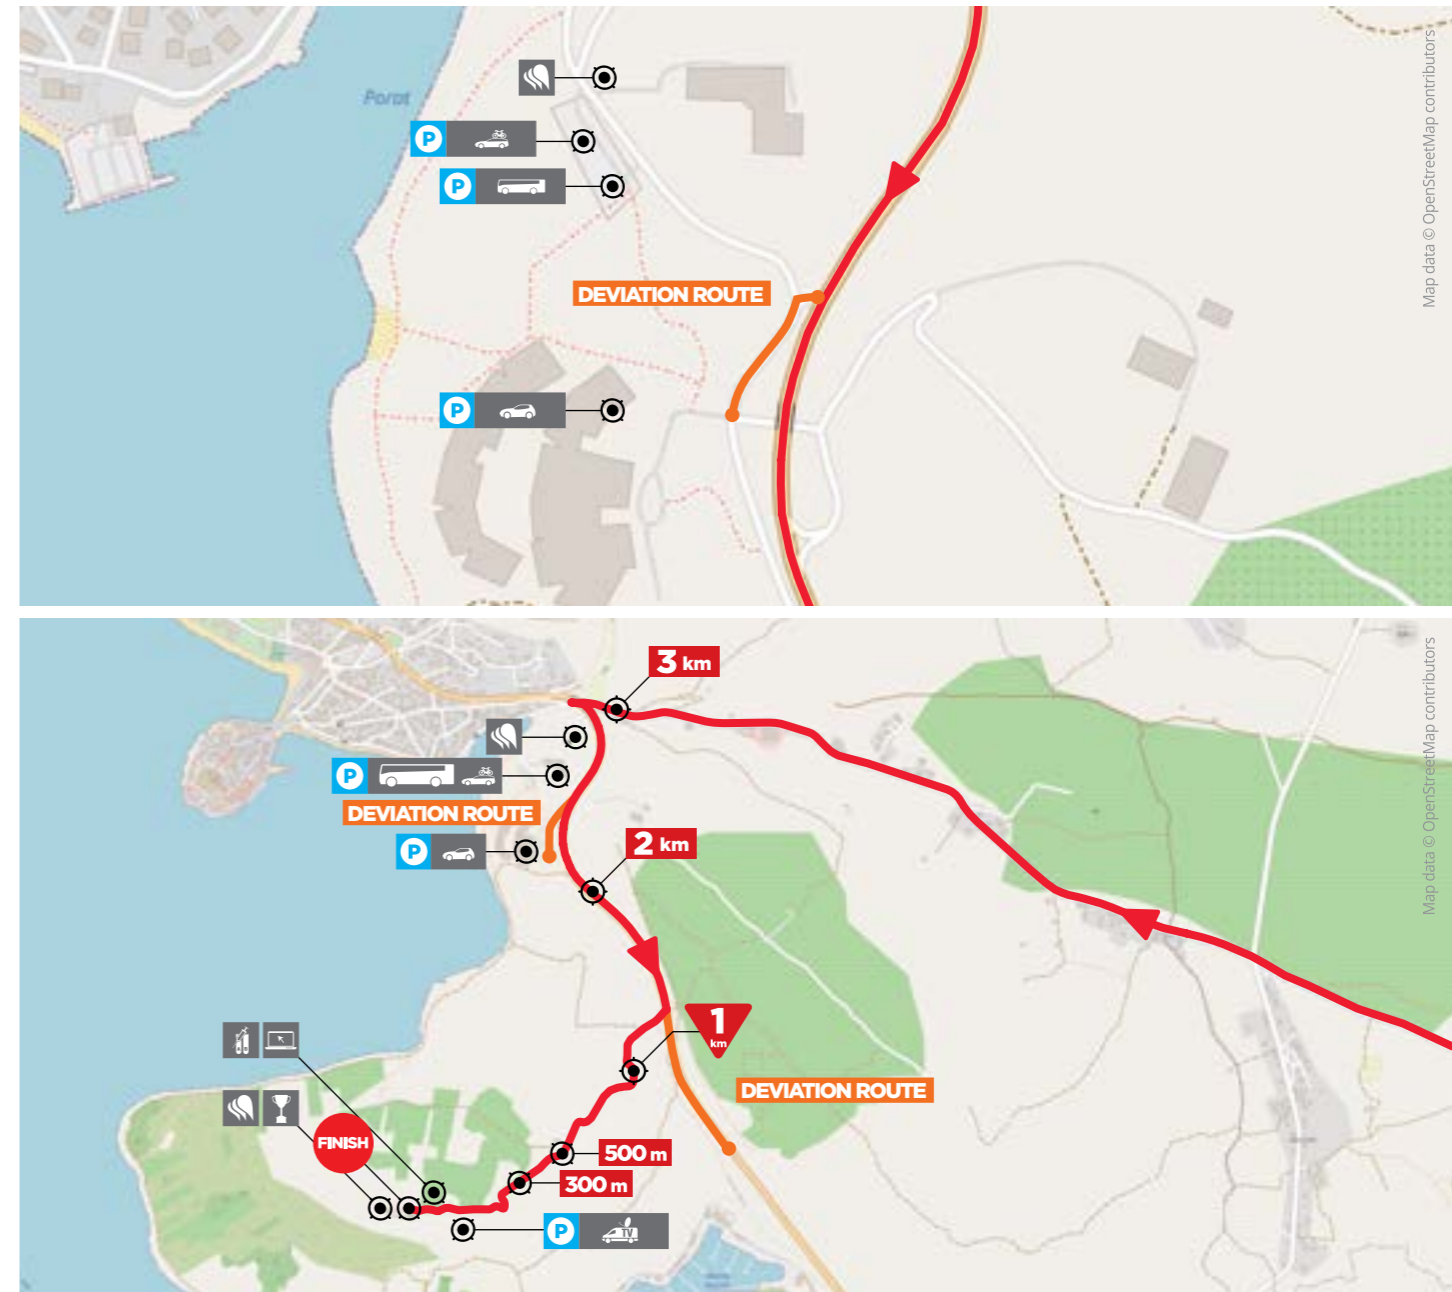 Porat
P
P
DEVIATION ROUTE
P
Map data © OpenStreetMap contributors
3 km
P
DEVIATION ROUTE
P
2 km
1
km
DEVIATION ROUTE
FINISH
500 m
300 m
P TV
Map data © OpenStreetMap contributors